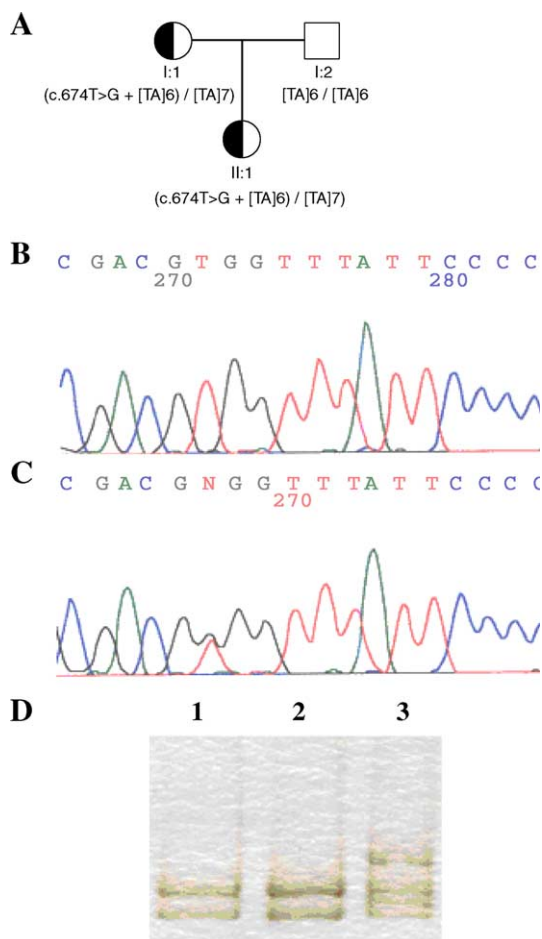 A
I:1 I:2
(c.674T>G + [TA]6) / [TA]7) [TA]6 / [TA]6
II:1
(c.674T>G + [TA]6) / [TA]7)
B
C G A C G T G G T T T A T T C C C C
270 280
C
C G A C G N G G T T T A T T C C C C
270
D 1 2 3